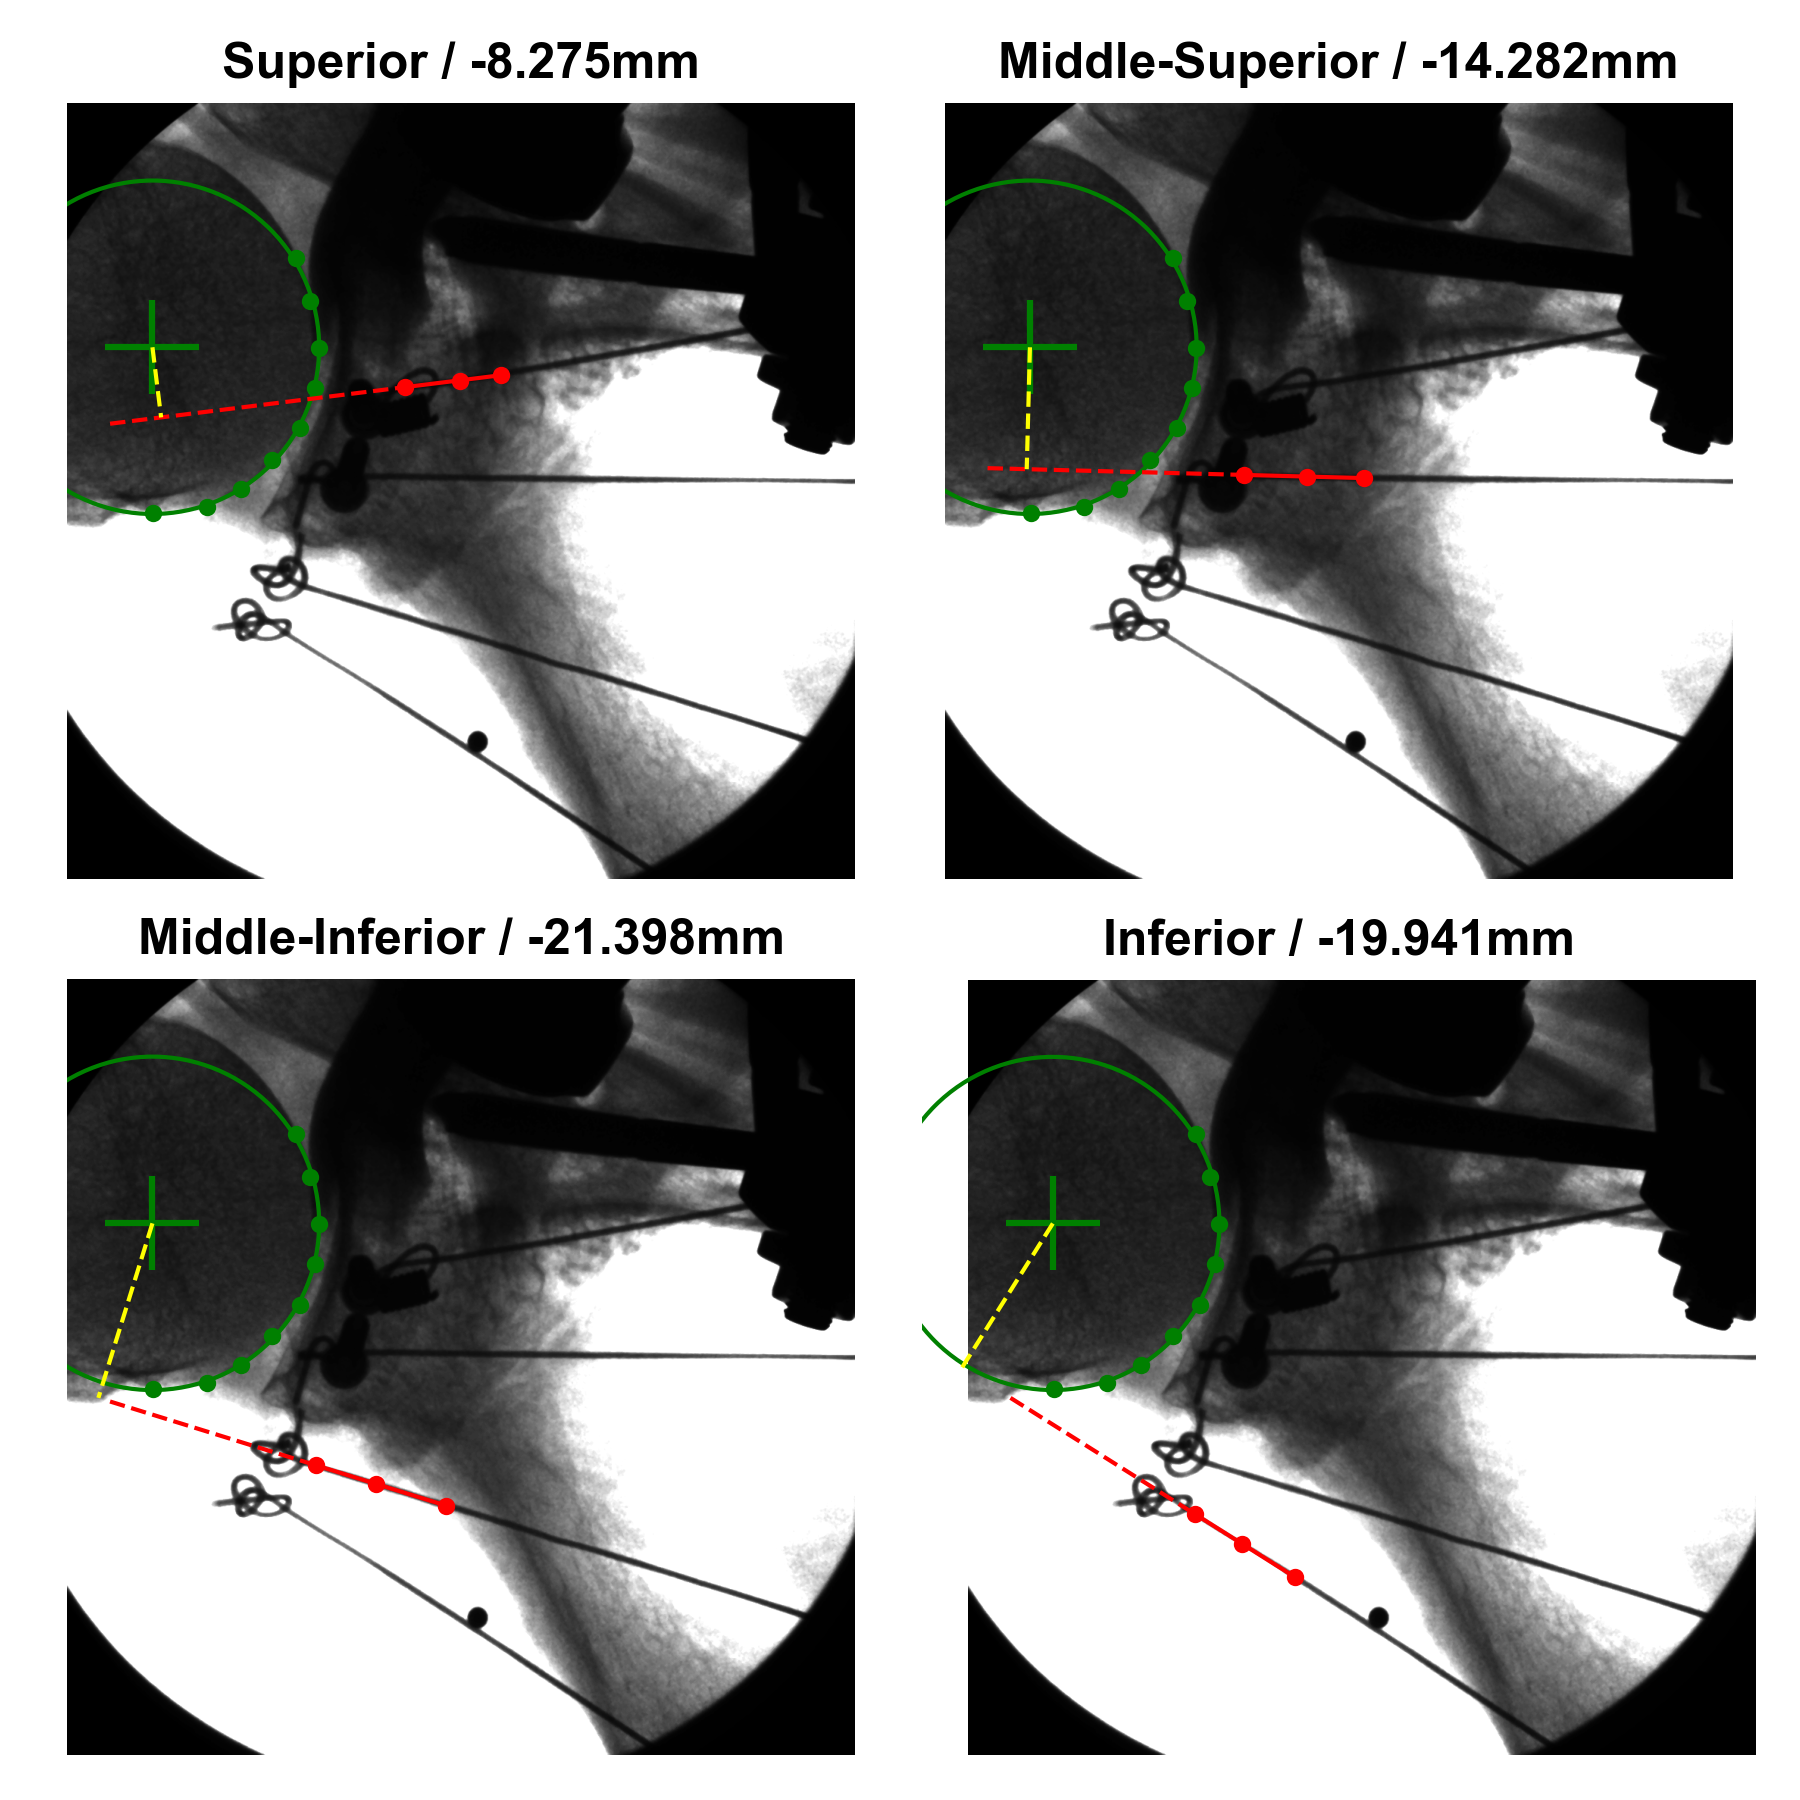 Superior / -8.275mm
Middle-Superior / -14.282mm
Middle-Inferior / -21.398mm
Inferior / -19.941mm